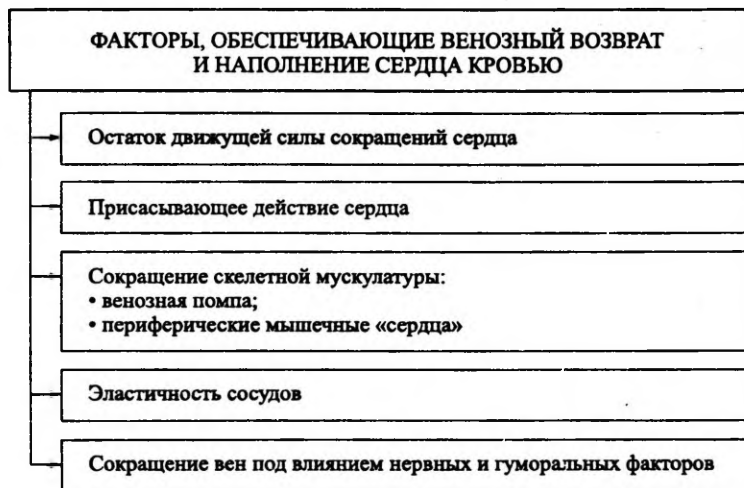 ФАКТОРЫ, ОБЕСПЕЧИВАЮЩИЕ ВЕНОЗНЫЙ ВОЗВРАТ
И НАПОЛНЕНИЕ СЕРДЦА КРОВЬЮ
Остаток движущей силы сокращений сердца
Присасывающее действие сердца
Сокращение скелетной мускулатуры:
• венозная помпа;
• периферические мышечные «сердца»
Эластичность сосудов
Сокращение вен под влиянием нервных и гуморальных факторов